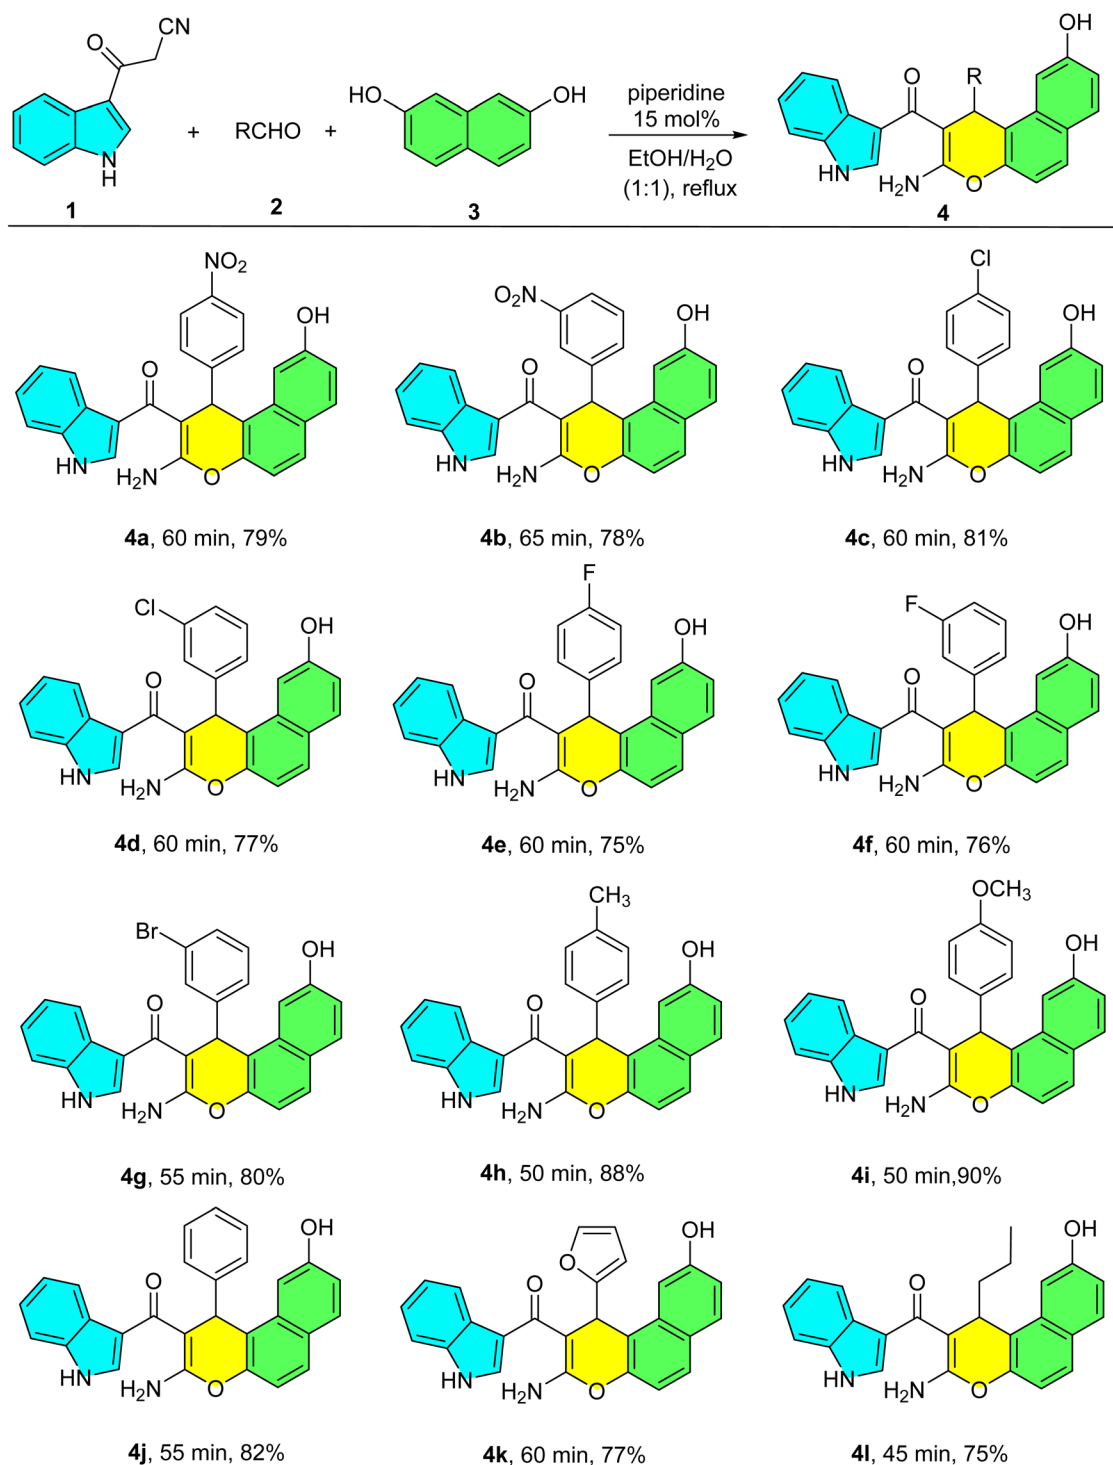 CN
O
N
H
1
+
RCHO
2
+
HO
OH
3
piperidine
15 mol%
EtOH/H₂O
(1:1), reflux
OH
O
R
HN
H₂N
O
4
NO₂
OH
O
HN
H₂N
O
4a, 60 min, 79%
O₂N
OH
O
HN
H₂N
O
4b, 65 min, 78%
Cl
OH
O
HN
H₂N
O
4c, 60 min, 81%
Cl
OH
O
HN
H₂N
O
4d, 60 min, 77%
F
OH
O
HN
H₂N
O
4e, 60 min, 75%
F
OH
O
HN
H₂N
O
4f, 60 min, 76%
Br
OH
O
HN
H₂N
O
4g, 55 min, 80%
CH₃
OH
O
HN
H₂N
O
4h, 50 min, 88%
OCH₃
OH
O
HN
H₂N
O
4i, 50 min,90%
OH
O
HN
H₂N
O
4j, 55 min, 82%
O
OH
O
HN
H₂N
O
4k, 60 min, 77%
OH
O
HN
H₂N
O
4l, 45 min, 75%